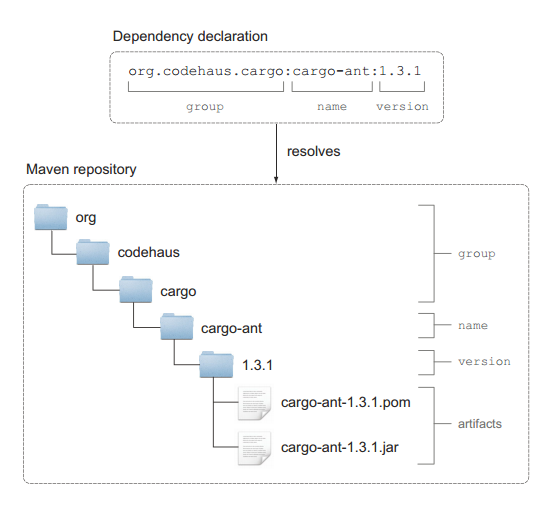 Dependency declaration
org.codehaus.cargo:cargo-ant:1.3.1
group name version
resolves
Maven repository
org
codehaus
group
cargo
cargo-ant
name
1.3.1
version
cargo-ant-1.3.1.pom
artifacts
cargo-ant-1.3.1.jar